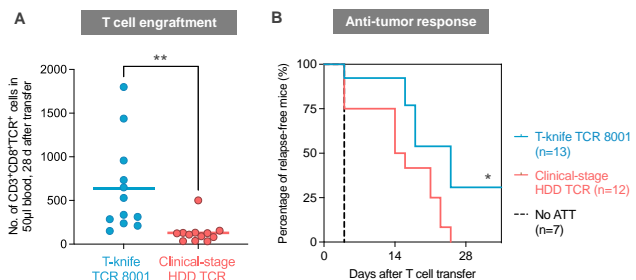 A
T cell engraftment
No. of CD3⁺CD8⁺TCR⁺ cells in
50µl blood, 28 d after transfer
**
2000
1500
1000
500
0
T-knife
TCR 8001
Clinical-stage
HDD TCR
B
Anti-tumor response
Percentage of relapse-free mice (%)
100
75
50
25
0
*
0
14
28
Days after T cell transfer
T-knife TCR 8001
(n=13)
Clinical-stage
HDD TCR (n=12)
No ATT
(n=7)